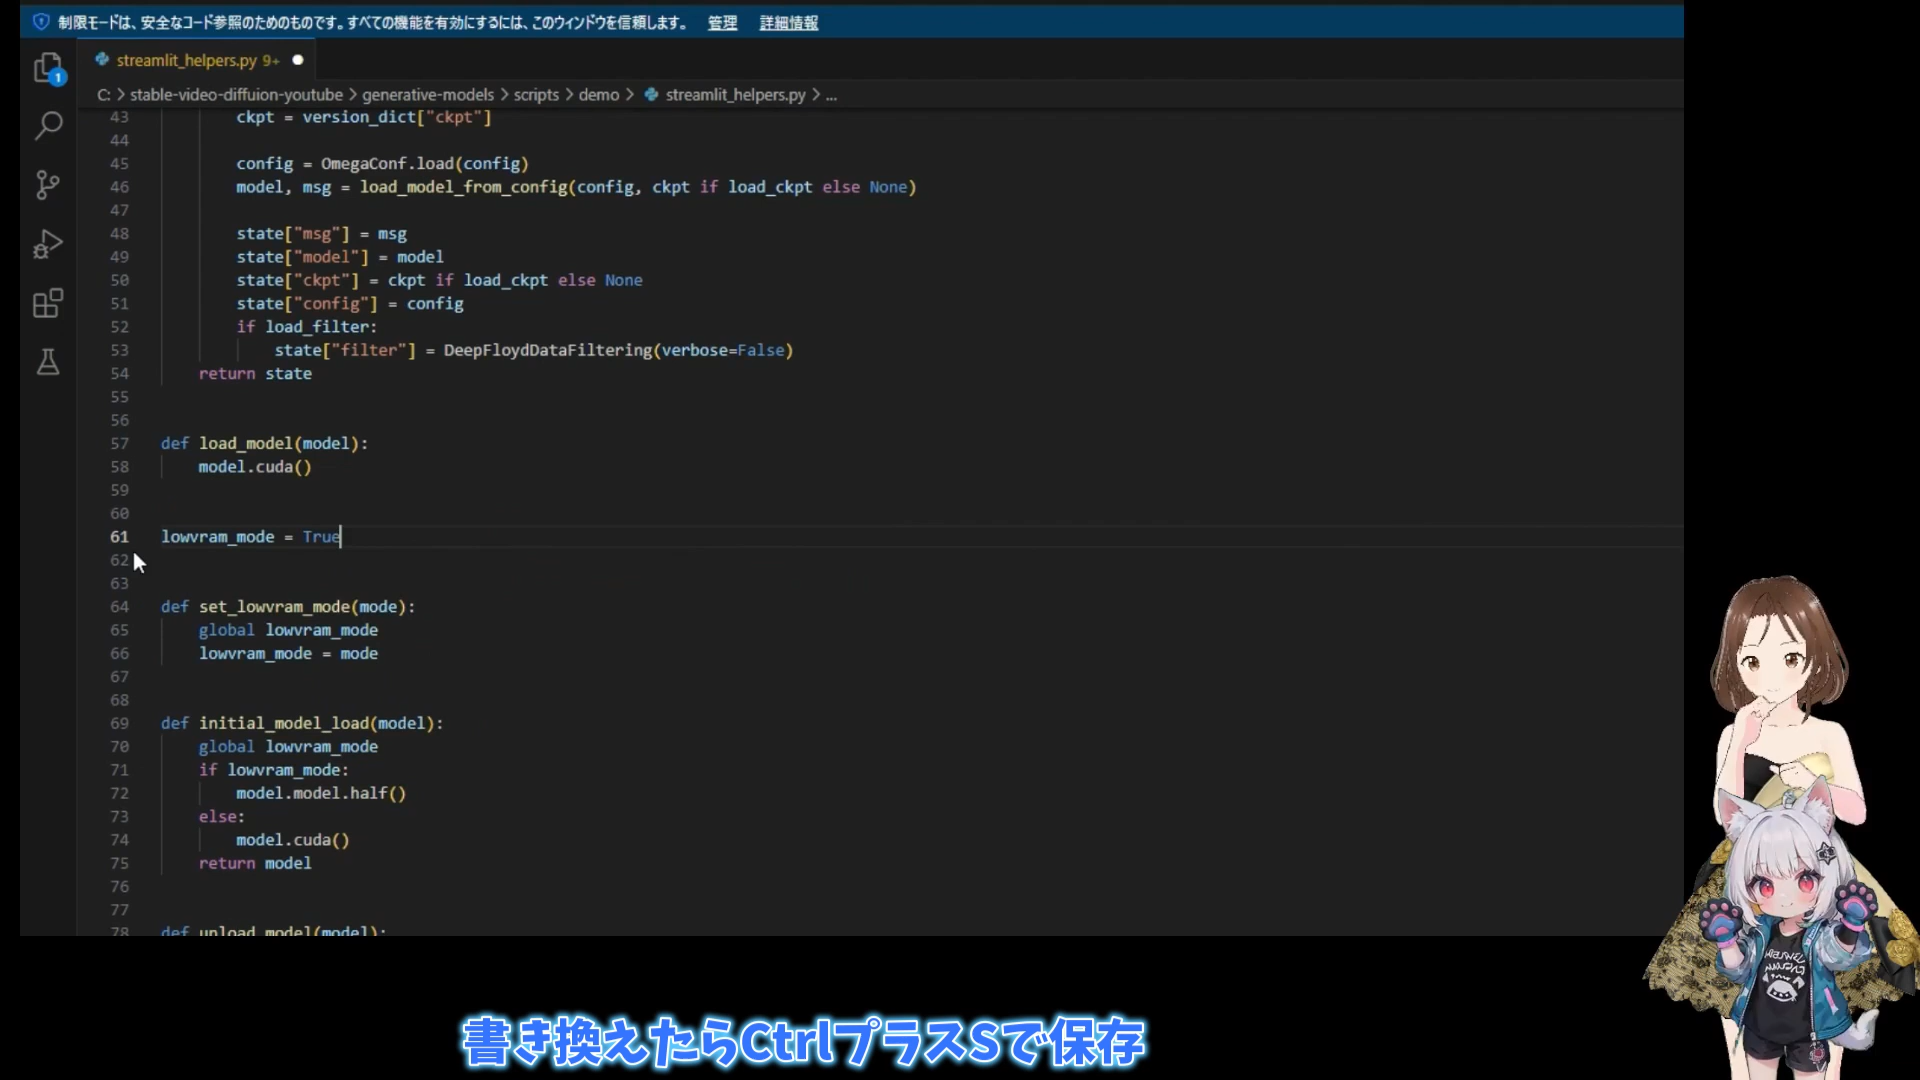 制限モードは、安全なコード参照のためのものです。すべての機能を有効にするには、このウィンドウを信頼します。 管理 詳細情報
1
streamlit_helpers.py 9+
C: > stable-video-diffuion-youtube > generative-models > scripts > demo > streamlit_helpers.py > ...
43 ckpt = version_dict["ckpt"]
44
45 config = OmegaConf.load(config)
46 model, msg = load_model_from_config(config, ckpt if load_ckpt else None)
47
48 state["msg"] = msg
49 state["model"] = model
50 state["ckpt"] = ckpt if load_ckpt else None
51 state["config"] = config
52 if load_filter:
53 state["filter"] = DeepFloydDataFiltering(verbose=False)
54 return state
55
56
57 def load_model(model):
58 model.cuda()
59
60
61 lowvram_mode = True
62
63
64 def set_lowvram_mode(mode):
65 global lowvram_mode
66 lowvram_mode = mode
67
68
69 def initial_model_load(model):
70 global lowvram_mode
71 if lowvram_mode:
72 model.model.half()
73 else:
74 model.cuda()
75 return model
76
77
78 def unload_model(model):
書き換えたらCtrlプラスSで保存